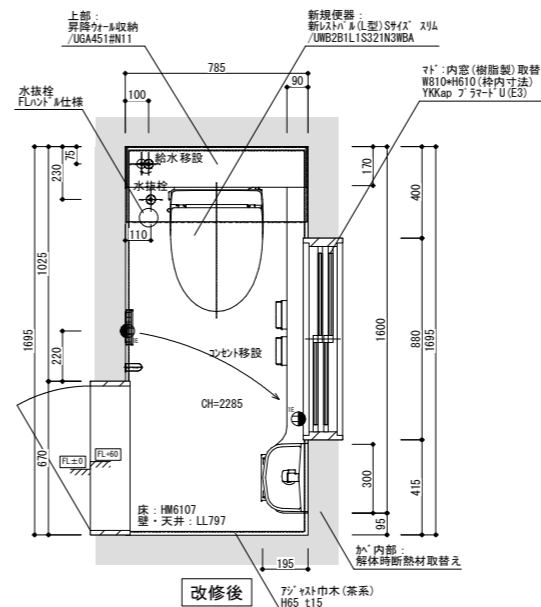 上部：
昇降ｳｫｰﾙ収納
/UGA451#N11
新規便器：
新ﾚｽﾄﾊﾟﾙ(L型)Sｻｲｽﾞ ｽﾘﾑ
/UWB2B1L1S321N3WBA
ﾏﾄﾞ：内窓(樹脂製)取替
W810*H610(枠内寸法)
YKKap ﾌﾟﾗﾏｰﾄﾞU(E3)
水抜栓
FLﾊﾝﾄﾞﾙ仕様
785
100
90
75
230
1025
1695
220
670
給水移設
水抜栓
110
170
400
1600
880
1695
300
415
95
ｺﾝｾﾝﾄ移設
CH=2285
E
IE
FL±0
FL+60
床：HM6107
壁・天井：LL797
195
ｶﾍﾞ内部：
解体時断熱材取替え
改修後
ｱｼﾞｬｽﾄ巾木(茶系)
H65 t15